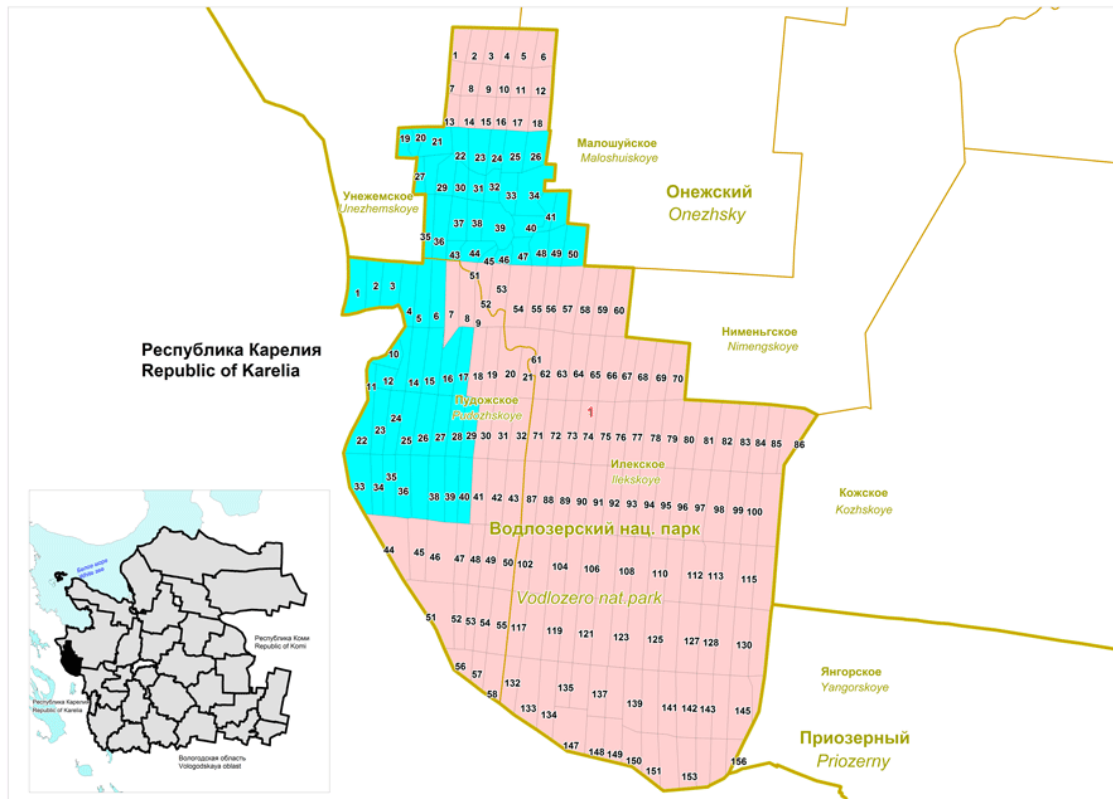 1 2 3 4 5 6
7 8 9 10 11 12
13 14 15 16 17 18
19 20 21
22 23 24 25 26
Малошуйское
Maloshuiskoye
27 29 30 31 32 33 34
Унежемское
Unezhemskoye
Онежский
Onezhsky
35 36 37 38 39 40 41
43 44 45 46 47 48 49 50
51 52 53
1 2 3 4 5 6 7 8 9
54 55 56 57 58 59 60
Нименьгское
Nimengskoye
Республика Карелия
Republic of Karelia
10 61
11 12 14 15 16 17 18 19 20 21 62 63 64 65 66 67 68 69 70
Пудожское
Pudozhskoye
1
22 23 24 25 26 27 28 29 30 31 32 71 72 73 74 75 76 77 78 79 80 81 82 83 84 85 86
Илекское
Ilekskoye
33 34 35 36 38 39 40 41 42 43 87 88 89 90 91 92 93 94 95 96 97 98 99 100
Кожское
Kozhskoye
Водлозерский нац. парк
44 45 46 47 48 49 50 102 104 106 108 110 112 113 115
Vodlozero nat.park
51 52 53 54 55 117 119 121 123 125 127 128 130
56 57 58 132 133 134 135 137 139 141 142 143 145
Янгорское
Yangorskoye
Приозерный
Priozerny
147 148 149 150 151 153 156
Белое море
White sea
Республика Коми
Republic of Komi
Республика Карелия
Republic of Karelia
Вологодская область
Vologodskaya oblast